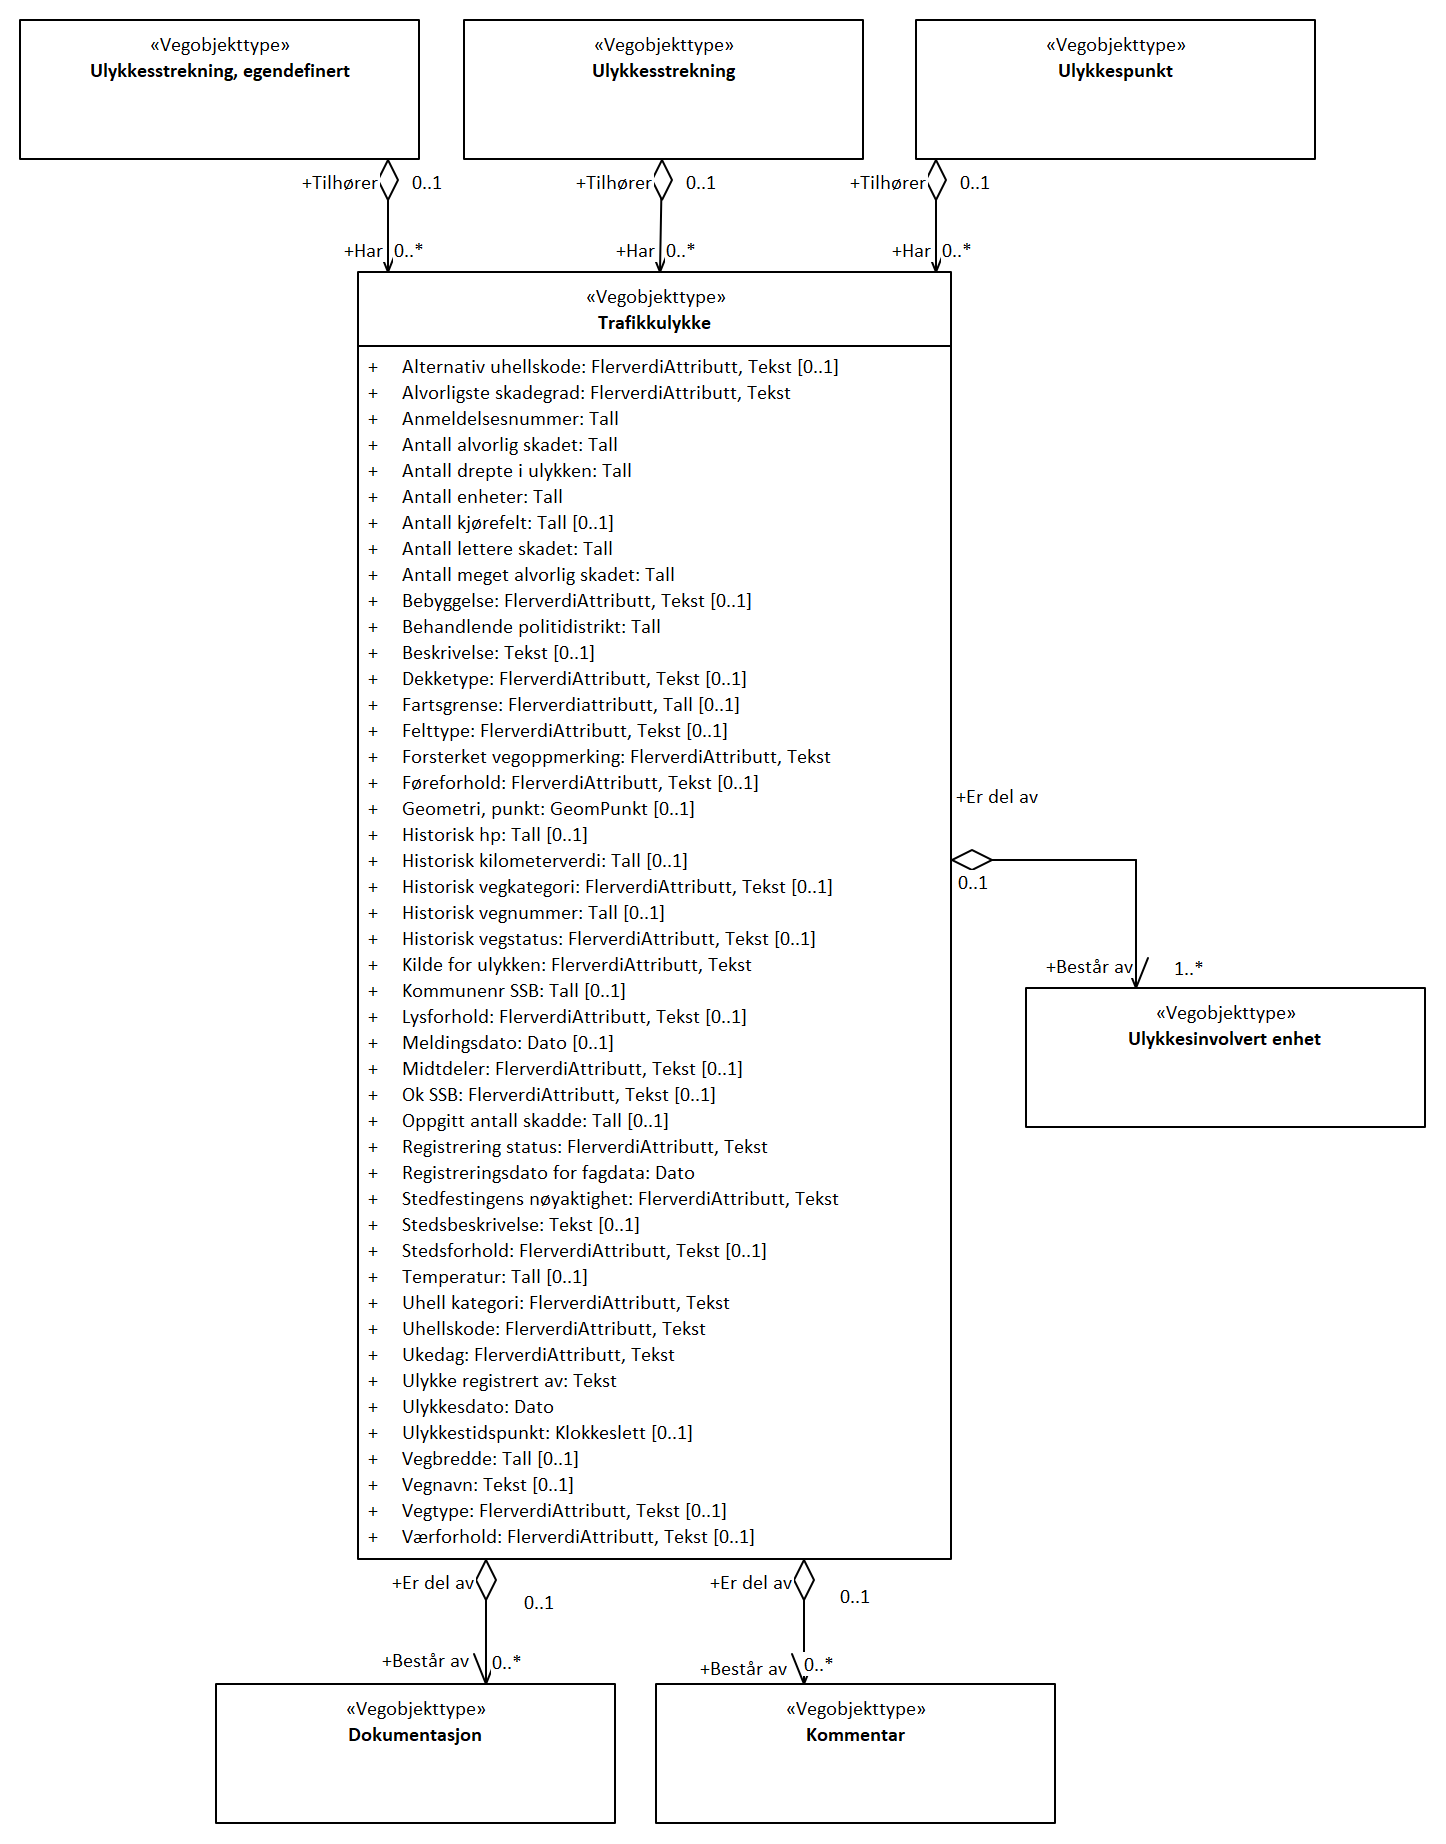 «Vegobjekttype»
Ulykkesstrekning, egendefinert
«Vegobjekttype»
Ulykkesstrekning
«Vegobjekttype»
Ulykkespunkt
+Tilhører 0..1
+Tilhører 0..1
+Tilhører 0..1
+Har 0..*
+Har 0..*
+Har 0..*
«Vegobjekttype»
Trafikkulykke
+ Alternativ uhellskode: FlerverdiAttributt, Tekst [0..1]
+ Alvorligste skadegrad: FlerverdiAttributt, Tekst
+ Anmeldelsesnummer: Tall
+ Antall alvorlig skadet: Tall
+ Antall drepte i ulykken: Tall
+ Antall enheter: Tall
+ Antall kjørefelt: Tall [0..1]
+ Antall lettere skadet: Tall
+ Antall meget alvorlig skadet: Tall
+ Bebyggelse: FlerverdiAttributt, Tekst [0..1]
+ Behandlende politidistrikt: Tall
+ Beskrivelse: Tekst [0..1]
+ Dekketype: FlerverdiAttributt, Tekst [0..1]
+ Fartsgrense: Flerverdiattributt, Tall [0..1]
+ Felttype: FlerverdiAttributt, Tekst [0..1]
+ Forsterket vegoppmerking: FlerverdiAttributt, Tekst
+ Føreforhold: FlerverdiAttributt, Tekst [0..1]
+ Geometri, punkt: GeomPunkt [0..1]
+ Historisk hp: Tall [0..1]
+ Historisk kilometerverdi: Tall [0..1]
+ Historisk vegkategori: FlerverdiAttributt, Tekst [0..1]
+ Historisk vegnummer: Tall [0..1]
+ Historisk vegstatus: FlerverdiAttributt, Tekst [0..1]
+ Kilde for ulykken: FlerverdiAttributt, Tekst
+ Kommunenr SSB: Tall [0..1]
+ Lysforhold: FlerverdiAttributt, Tekst [0..1]
+ Meldingsdato: Dato [0..1]
+ Midtdeler: FlerverdiAttributt, Tekst [0..1]
+ Ok SSB: FlerverdiAttributt, Tekst [0..1]
+ Oppgitt antall skadde: Tall [0..1]
+ Registrering status: FlerverdiAttributt, Tekst
+ Registreringsdato for fagdata: Dato
+ Stedfestingens nøyaktighet: FlerverdiAttributt, Tekst
+ Stedsbeskrivelse: Tekst [0..1]
+ Stedsforhold: FlerverdiAttributt, Tekst [0..1]
+ Temperatur: Tall [0..1]
+ Uhell kategori: FlerverdiAttributt, Tekst
+ Uhellskode: FlerverdiAttributt, Tekst
+ Ukedag: FlerverdiAttributt, Tekst
+ Ulykke registrert av: Tekst
+ Ulykkesdato: Dato
+ Ulykkestidspunkt: Klokkeslett [0..1]
+ Vegbredde: Tall [0..1]
+ Vegnavn: Tekst [0..1]
+ Vegtype: FlerverdiAttributt, Tekst [0..1]
+ Værforhold: FlerverdiAttributt, Tekst [0..1]
+Er del av
0..1
+Består av 1..*
«Vegobjekttype»
Ulykkesinvolvert enhet
+Er del av
0..1
+Er del av
0..1
+Består av 0..*
+Består av 0..*
«Vegobjekttype»
Dokumentasjon
«Vegobjekttype»
Kommentar